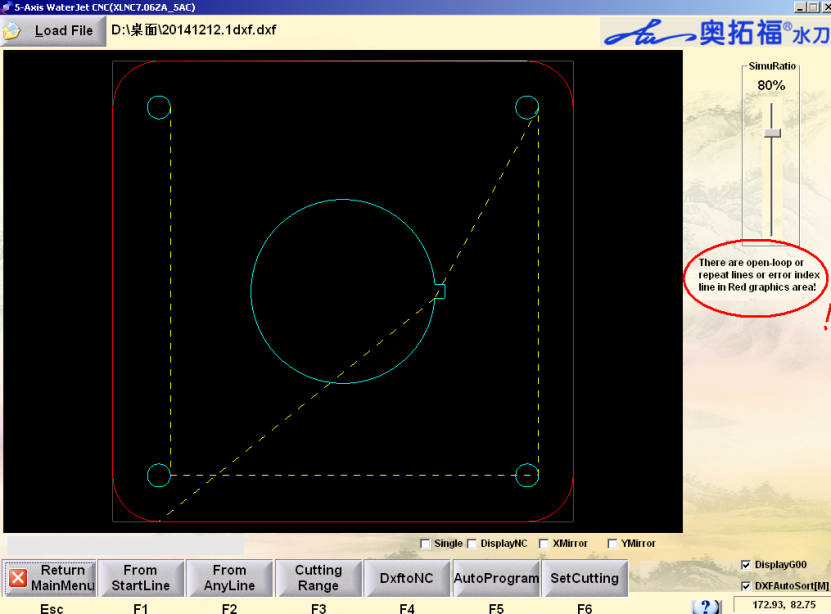 5-Axis WaterJet CNC(XLNC7.062A_5AC)
Load File
D:\桌面\20141212.1dxf.dxf
奥拓福®水刀
SimuRatio
80%
There are open-loop or
repeat lines or error index
line in Red graphics area!
Single
DisplayNC
XMirror
YMirror
Return
MainMenu
From
StartLine
From
AnyLine
Cutting
Range
DxftoNC
AutoProgram
SetCutting
DisplayG00
DXFAutoSort[M]
Esc
F1
F2
F3
F4
F5
F6
?
172.93, 82.75